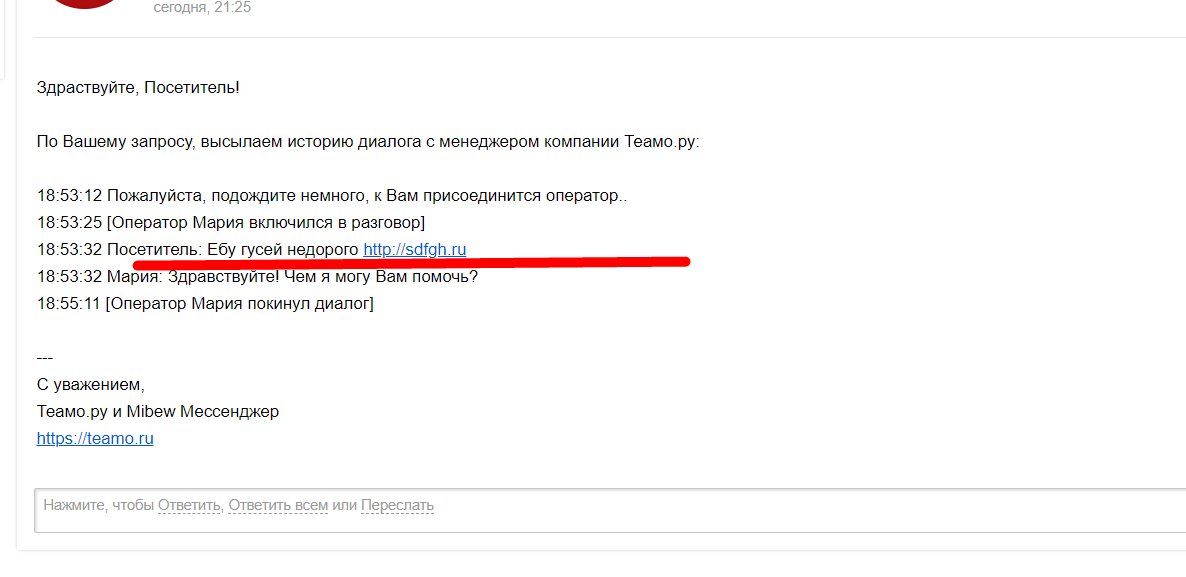 сегодня, 21:25
Здраствуйте, Посетитель!
По Вашему запросу, высылаем историю диалога с менеджером компании Теамо.ру:
18:53:12 Пожалуйста, подождите немного, к Вам присоединится оператор..
18:53:25 [Оператор Мария включился в разговор]
18:53:32 Посетитель: Ебу гусей недорого http://sdfgh.ru
18:53:32 Мария: Здравствуйте! Чем я могу Вам помочь?
18:55:11 [Оператор Мария покинул диалог]
---
С уважением,
Теамо.ру и Mibew Мессенджер
https://teamo.ru
Нажмите, чтобы Ответить, Ответить всем или Переслать